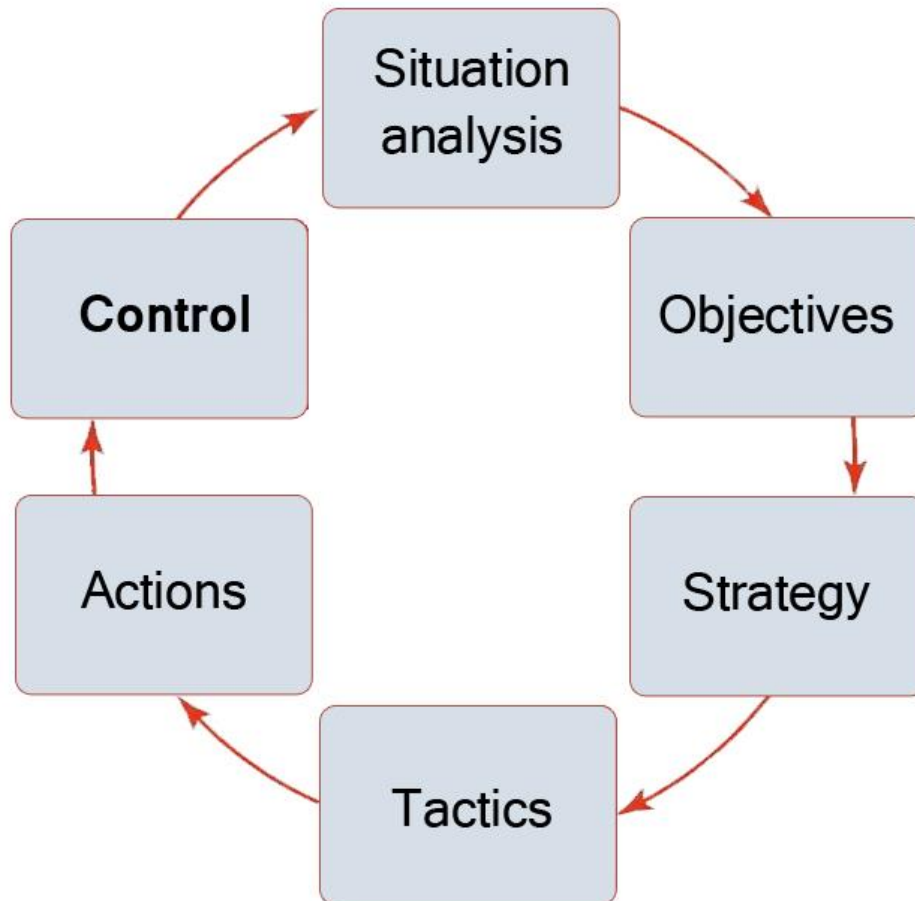 Situation
analysis
Objectives
Strategy
Tactics
Actions
Control